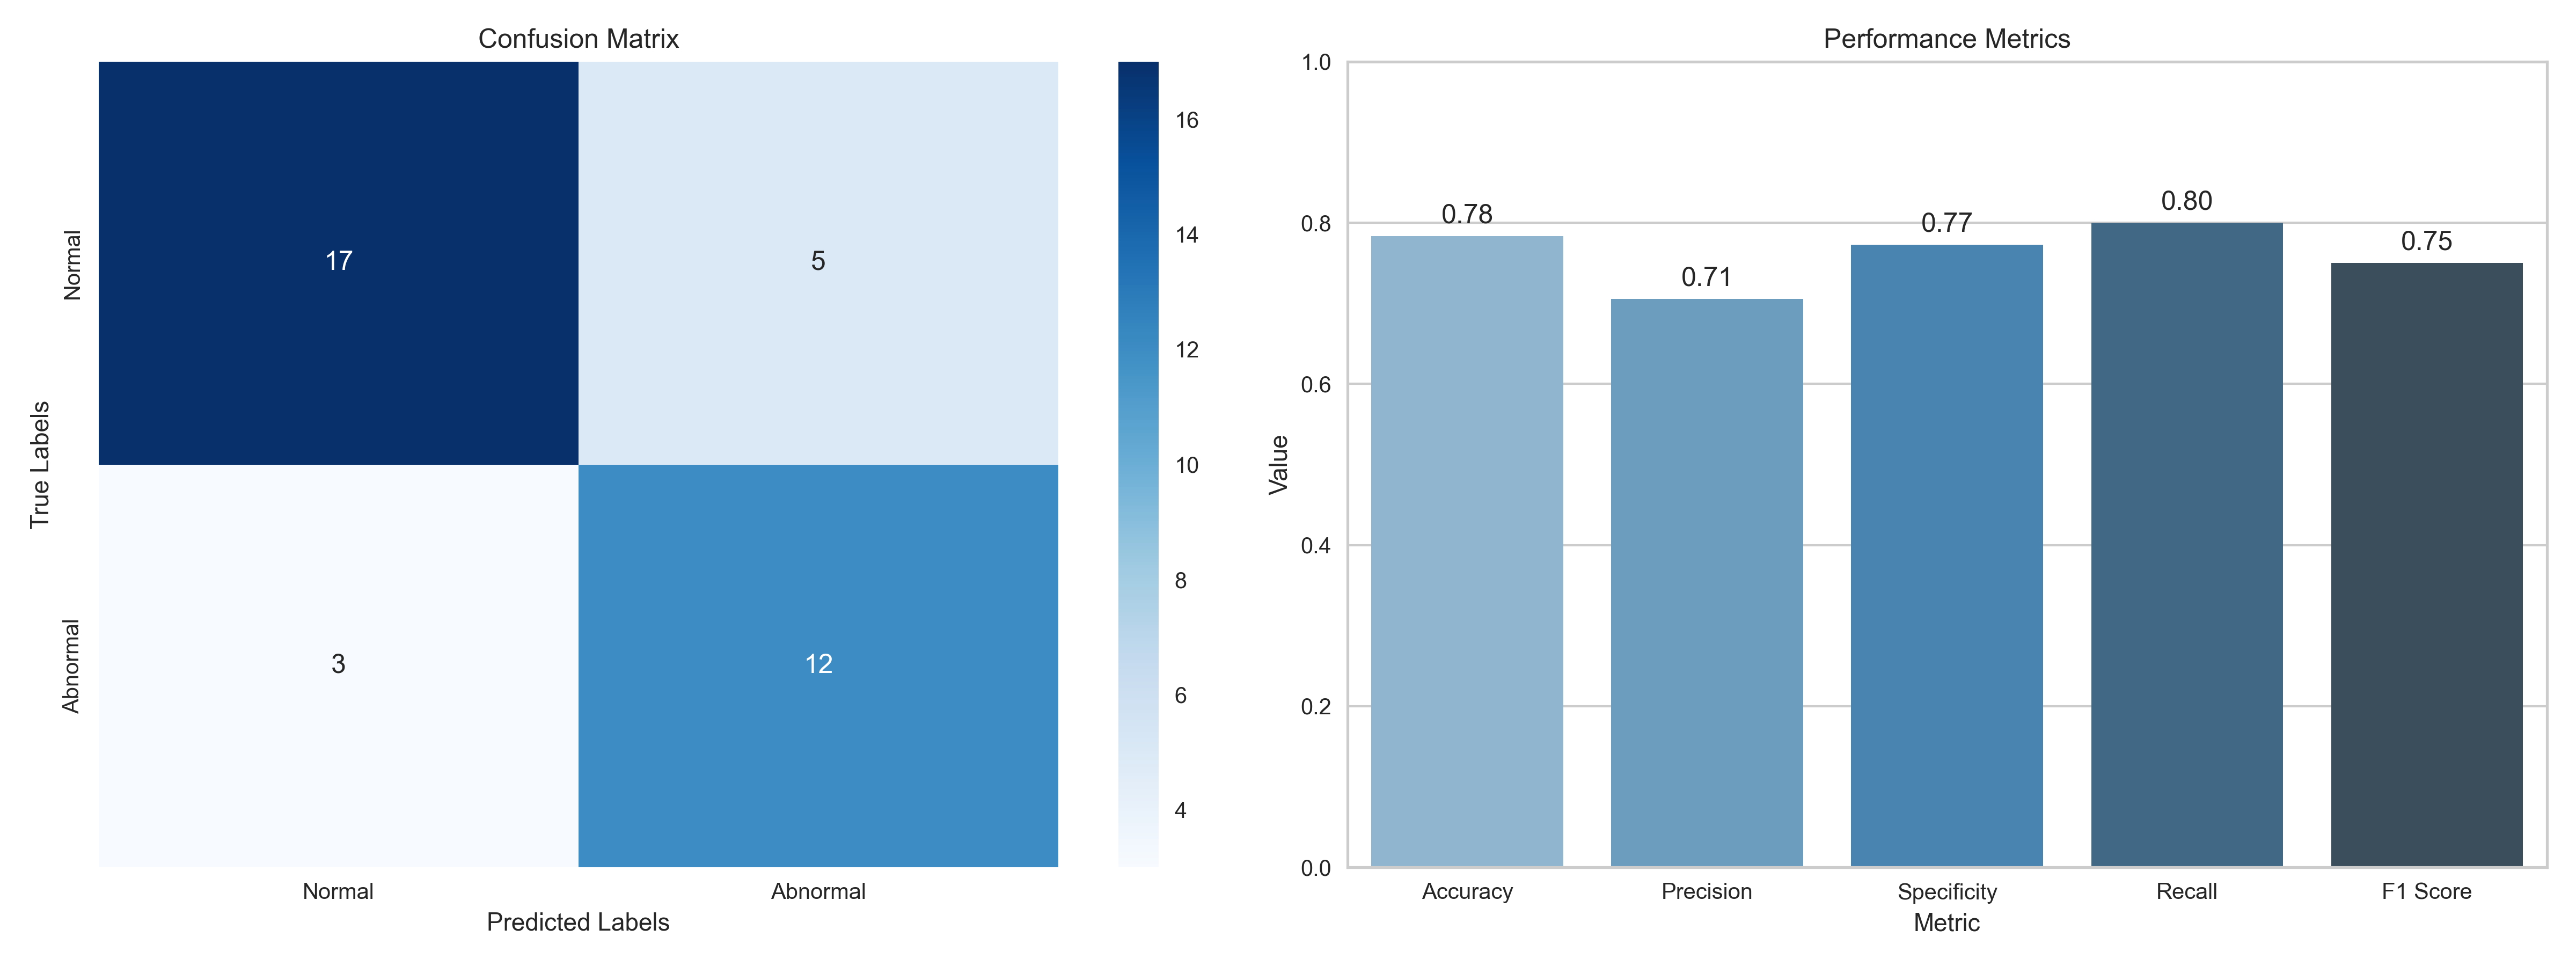 Confusion Matrix
Normal
17
5
True Labels
Abnormal
3
12
Normal
Abnormal
Predicted Labels
16
14
12
10
8
6
4
Performance Metrics
1.0
0.8
0.6
0.4
0.2
0.0
Value
0.78
0.71
0.77
0.80
0.75
Accuracy
Precision
Specificity
Recall
F1 Score
Metric